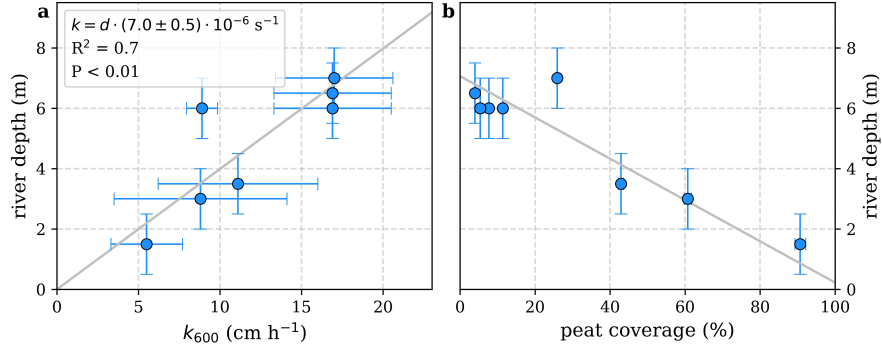 a
k = d · (7.0 ± 0.5) · 10⁻⁶ s⁻¹
R² = 0.7
P < 0.01
river depth (m)
8
6
4
2
0
0 5 10 15 20
k₆₀₀ (cm h⁻¹)
b
0 20 40 60 80 100
peat coverage (%)
8
6
4
2
0
river depth (m)